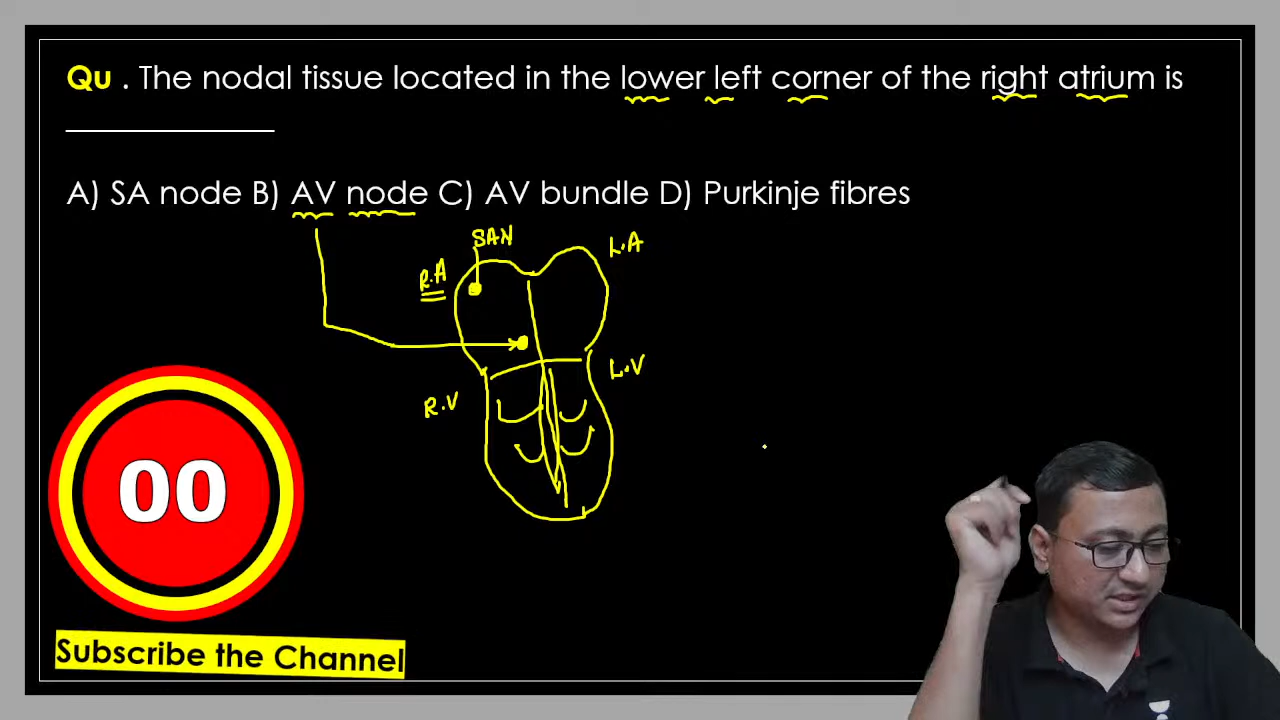 Qu . The nodal tissue located in the lower left corner of the right atrium is
____________
A) SA node B) AV node C) AV bundle D) Purkinje fibres
SAN
L.A
R.A
L.V
R.V
00
Subscribe the Channel